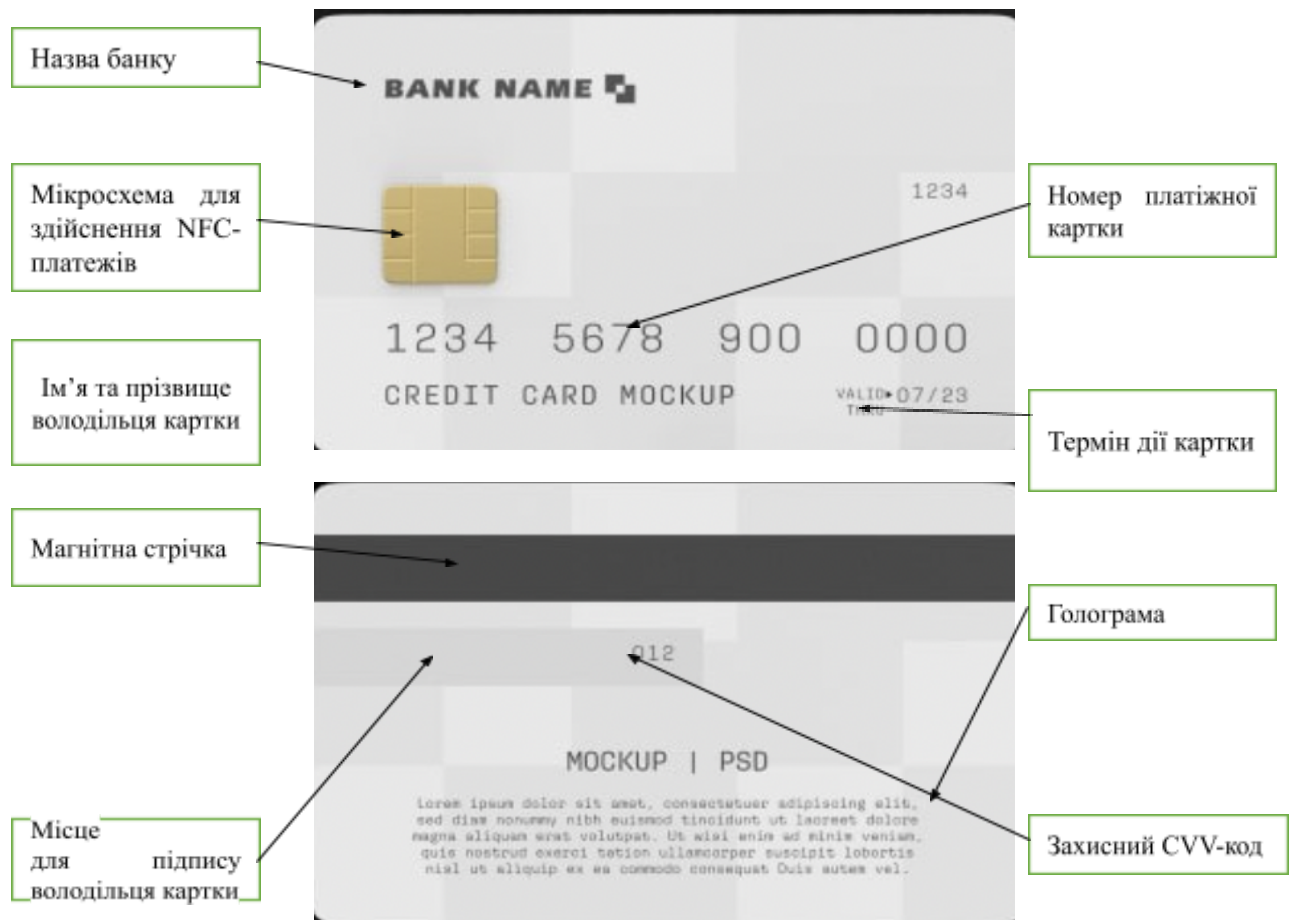 Назва банку
BANK NAME
Мікросхема для
здійснення NFC-
платежів
1234
Номер платіжної
картки
1234 5678 900 0000
Ім’я та прізвище
володільця картки
CREDIT CARD MOCKUP
VALID
THRU
07/23
Термін дії картки
Магнітна стрічка
Голограма
012
MOCKUP | PSD
Lorem ipsum dolor sit amet, consectetuer adipiscing elit,
sed diam nonummy nibh euismod tincidunt ut laoreet dolore
magna aliquam erat volutpat. Ut wisi enim ad minim veniam,
quis nostrud exerci tation ullamcorper suscipit lobortis
nisl ut aliquip ex ea commodo consequat Duis autem vel.
Місце
для підпису
володільця картки
Захисний CVV-код